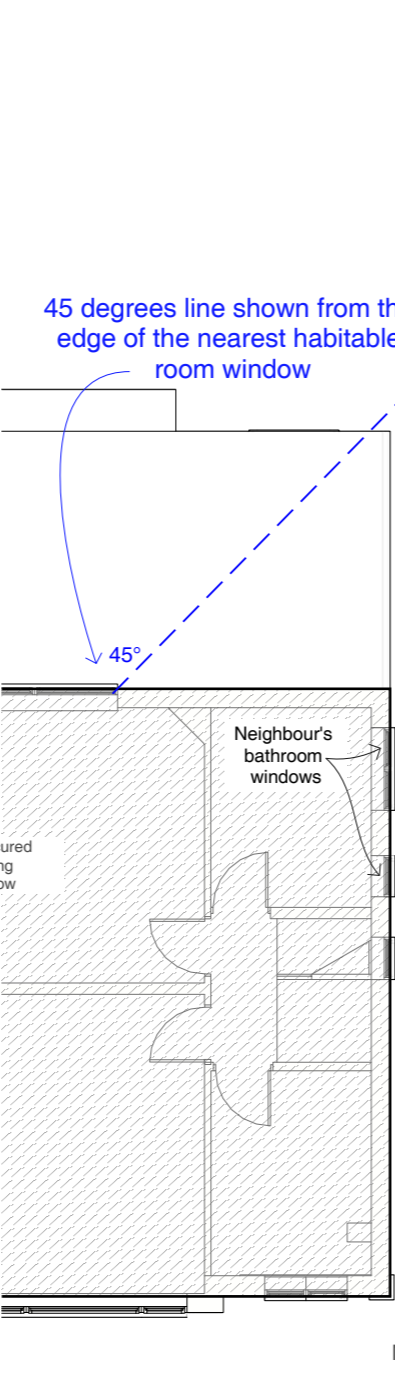 45 degrees line shown from th
edge of the nearest habitable
room window
45°
Neighbour's
bathroom
windows
ured
ng
ow